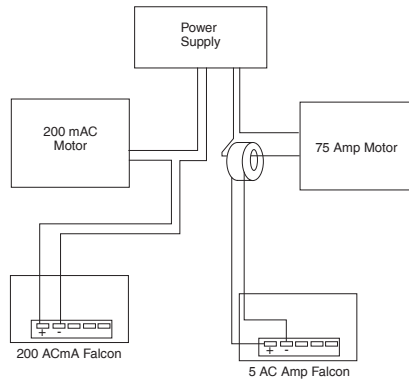 Power
Supply
200 mAC
Motor
75 Amp Motor
+ -
200 ACmA Falcon
+ -
5 AC Amp Falcon